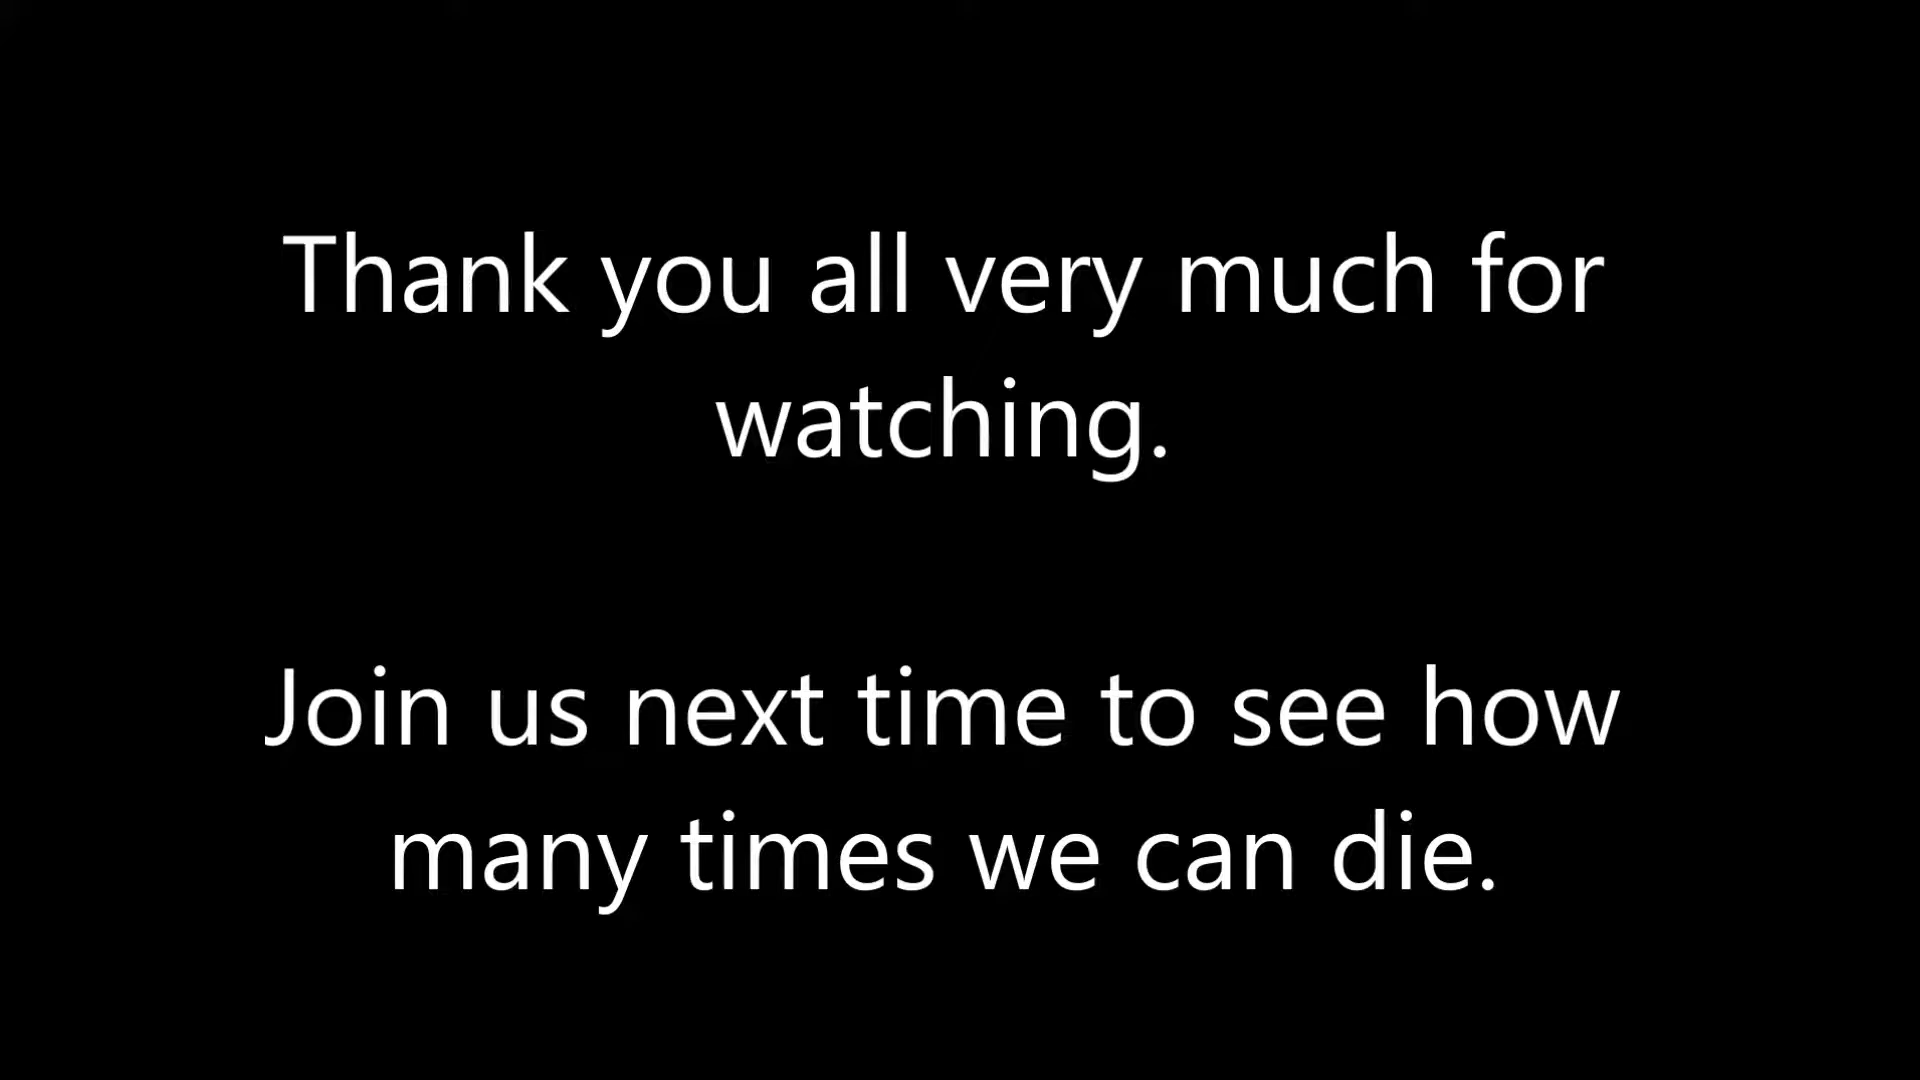 Thank you all very much for
watching.
Join us next time to see how
many times we can die.